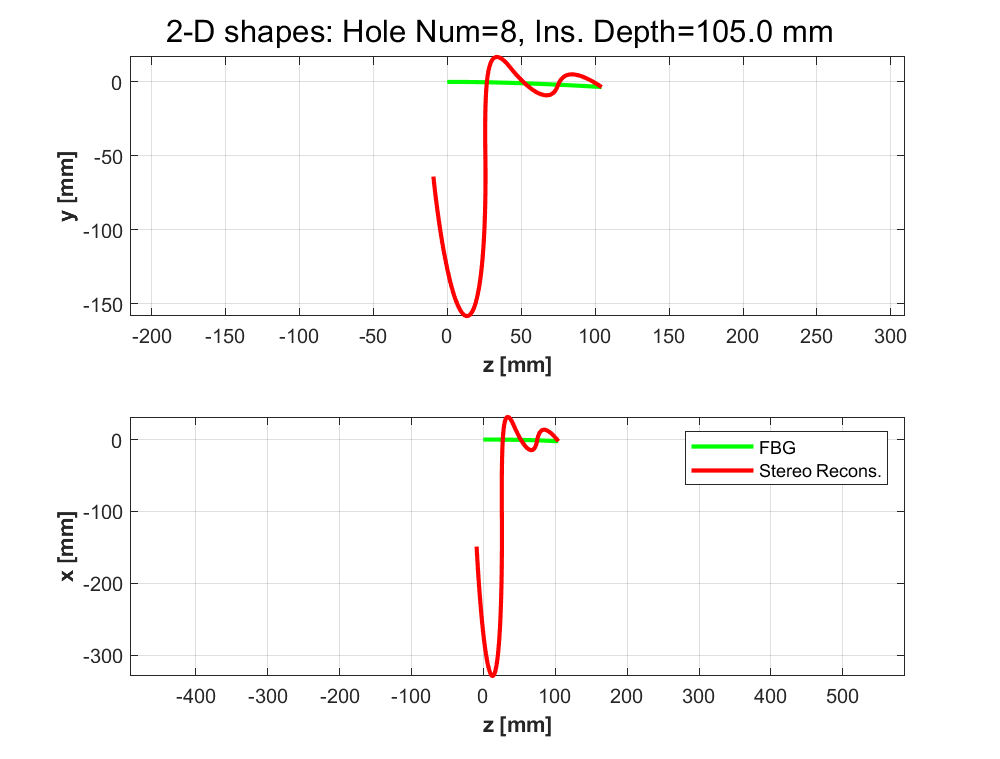 2-D shapes: Hole Num=8, Ins. Depth=105.0 mm
0
-50
-100
-150
y [mm]
-200 -150 -100 -50 0 50 100 150 200 250 300
z [mm]
0
-100
-200
-300
x [mm]
FBG
Stereo Recons.
-400 -300 -200 -100 0 100 200 300 400 500
z [mm]